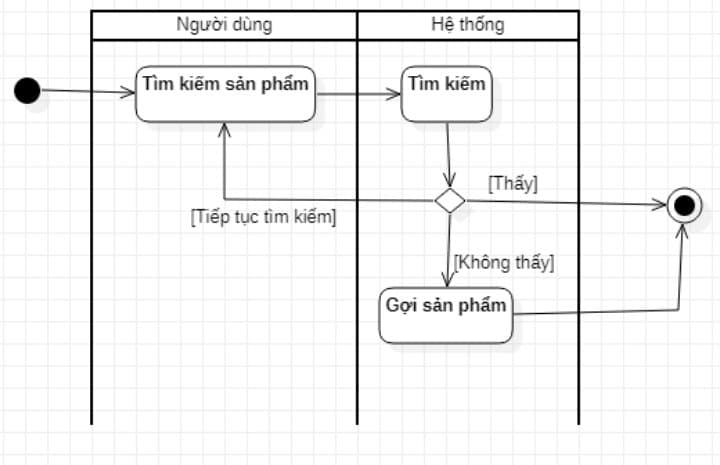 Người dùng
Hệ thống
Tìm kiếm sản phẩm
Tìm kiếm
[Thấy]
[Tiếp tục tìm kiếm]
[Không thấy]
Gợi sản phẩm